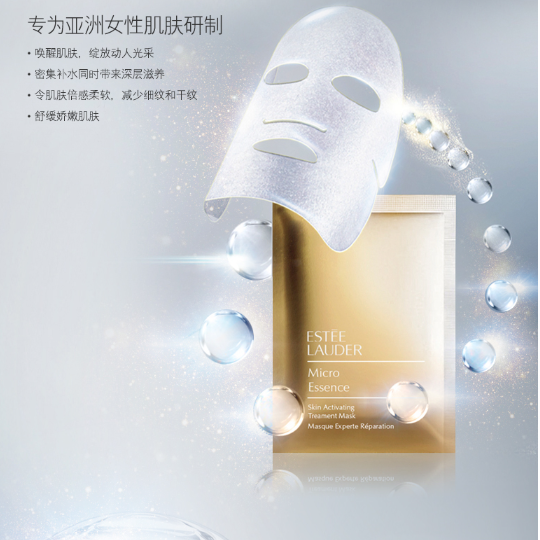 专为亚洲女性肌肤研制
• 唤醒肌肤，绽放动人光采
• 密集补水同时带来深层滋养
• 令肌肤倍感柔软，减少细纹和干纹
• 舒缓娇嫩肌肤
ESTĒE
LAUDER
Micro
Essence
Skin Activating
Treament Mask
Masque Experte Réparation